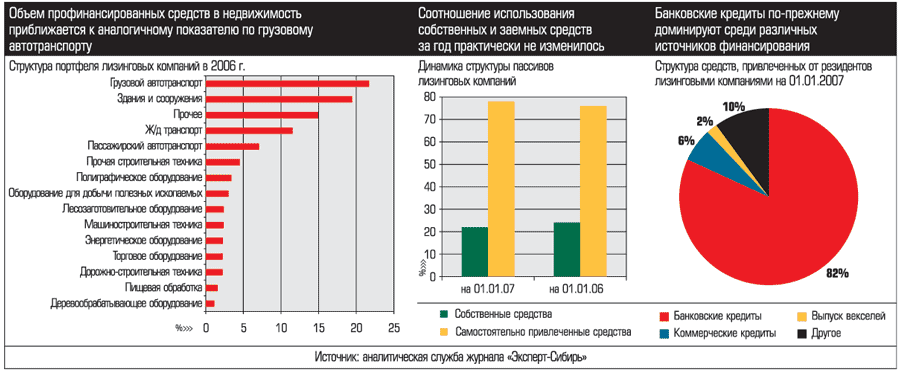 Объем профинансированных средств в недвижимость
приближается к аналогичному показателю по грузовому
автотранспорту
Структура портфеля лизинговых компаний в 2006 г.
Грузовой автотранспорт
Здания и сооружения
Прочее
Ж/д транспорт
Пассажирский автотранспорт
Прочая строительная техника
Полиграфическое оборудование
Оборудование для добычи полезных ископаемых
Лесозаготовительное оборудование
Машиностроительная техника
Энергетическое оборудование
Торговое оборудование
Дорожно-строительная техника
Пищевая обработка
Деревообрабатывающее оборудование
%>>> 0 5 10 15 20 25
Соотношение использования
собственных и заемных средств
за год практически не изменилось
Динамика структуры пассивов
лизинговых компаний
80
70
60
50
40
30
20
10
0
%>>>
на 01.01.07 на 01.01.06
Собственные средства
Самостоятельно привлеченные средства
Банковские кредиты по-прежнему
доминируют среди различных
источников финансирования
Структура средств, привлеченных от резидентов
лизинговыми компаниями на 01.01.2007
10%
2%
6%
82%
Банковские кредиты
Выпуск векселей
Коммерческие кредиты
Другое
Источник: аналитическая служба журнала «Эксперт-Сибирь»